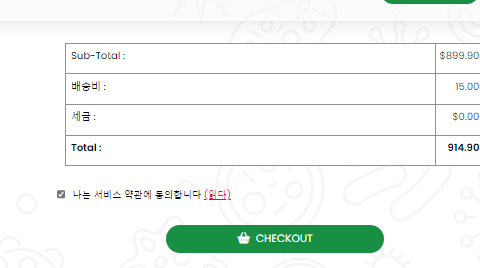 Sub-Total : $899.90
배송비 : 15.00
세금 : $0.00
Total : 914.90
나는 서비스 약관에 동의합니다 (읽다)
CHECKOUT